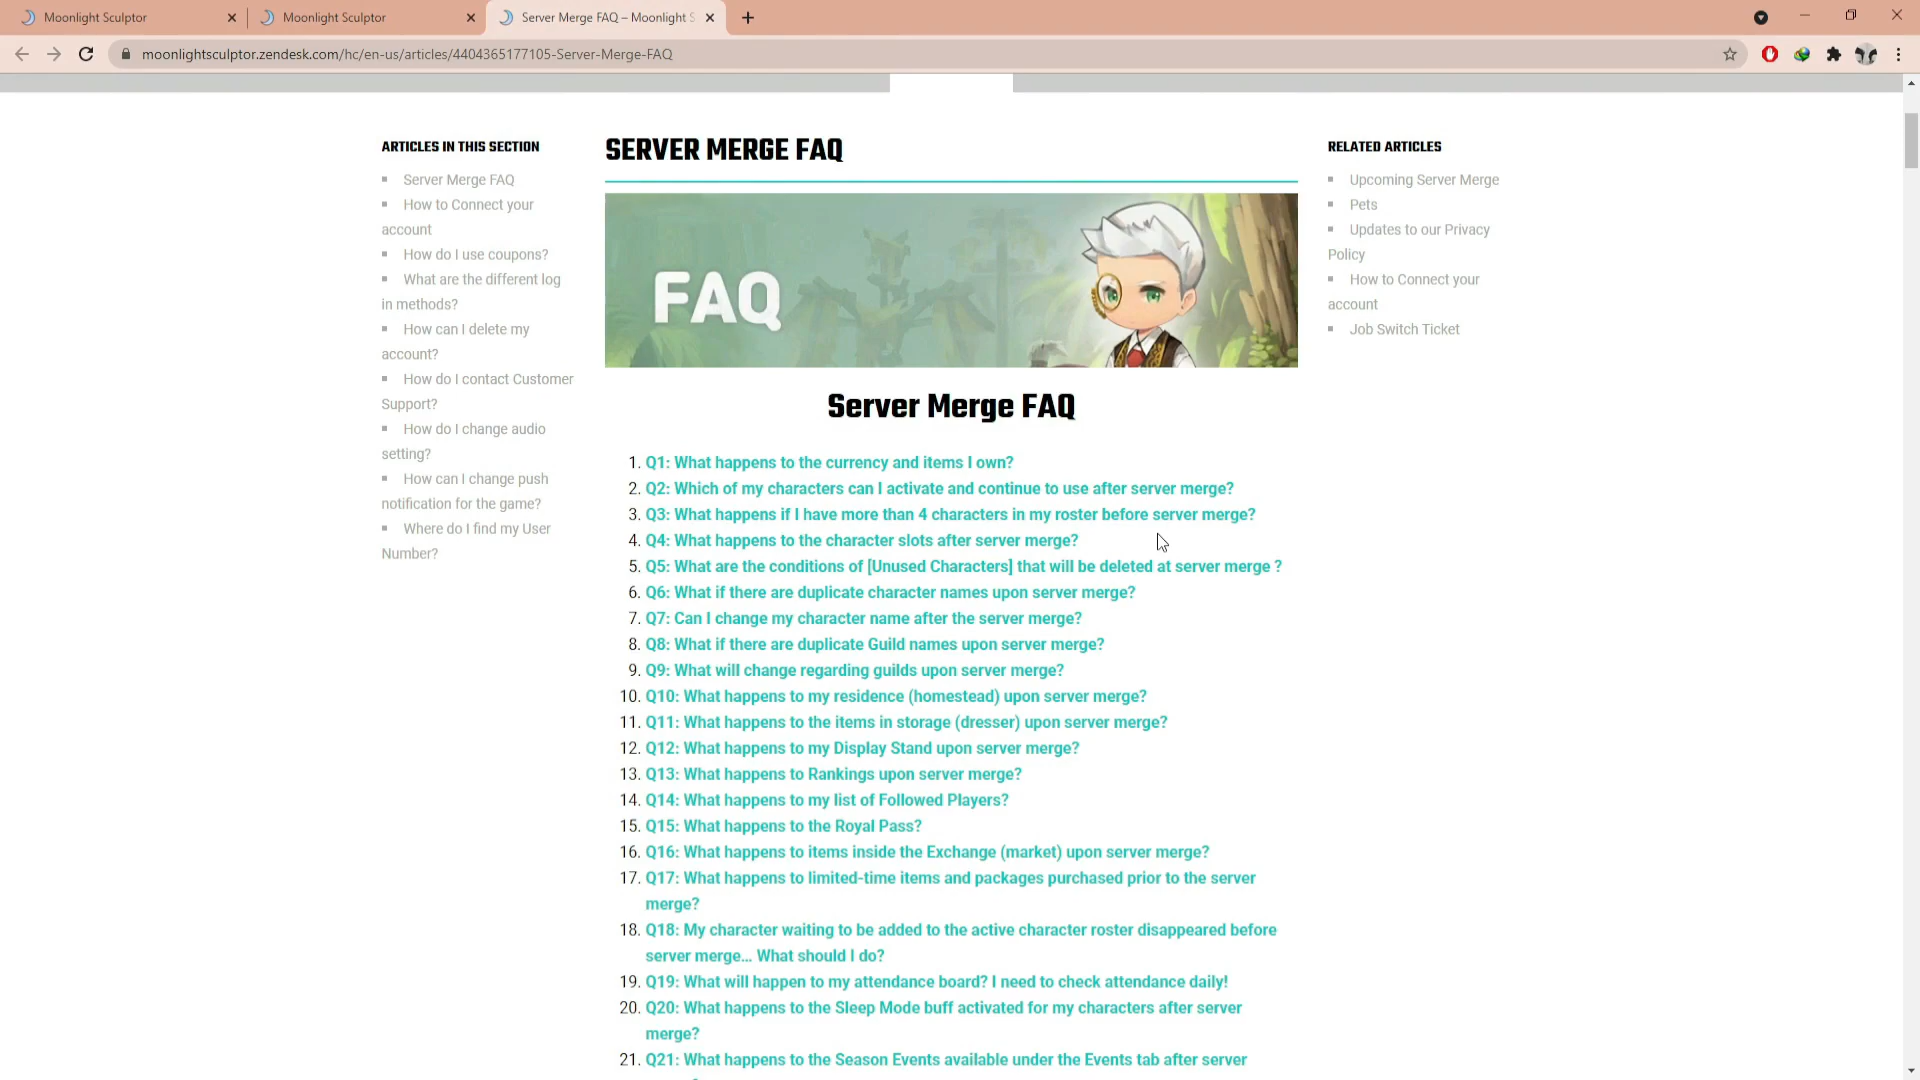 Moonlight Sculptor
Moonlight Sculptor
Server Merge FAQ – Moonlight S
moonlightsculptor.zendesk.com/hc/en-us/articles/4404365177105-Server-Merge-FAQ
ARTICLES IN THIS SECTION
Server Merge FAQ
How to Connect your
account
How do I use coupons?
What are the different log
in methods?
How can I delete my
account?
How do I contact Customer
Support?
How do I change audio
setting?
How can I change push
notification for the game?
Where do I find my User
Number?
SERVER MERGE FAQ
FAQ
Server Merge FAQ
1. Q1: What happens to the currency and items I own?
2. Q2: Which of my characters can I activate and continue to use after server merge?
3. Q3: What happens if I have more than 4 characters in my roster before server merge?
4. Q4: What happens to the character slots after server merge?
5. Q5: What are the conditions of [Unused Characters] that will be deleted at server merge ?
6. Q6: What if there are duplicate character names upon server merge?
7. Q7: Can I change my character name after the server merge?
8. Q8: What if there are duplicate Guild names upon server merge?
9. Q9: What will change regarding guilds upon server merge?
10. Q10: What happens to my residence (homestead) upon server merge?
11. Q11: What happens to the items in storage (dresser) upon server merge?
12. Q12: What happens to my Display Stand upon server merge?
13. Q13: What happens to Rankings upon server merge?
14. Q14: What happens to my list of Followed Players?
15. Q15: What happens to the Royal Pass?
16. Q16: What happens to items inside the Exchange (market) upon server merge?
17. Q17: What happens to limited-time items and packages purchased prior to the server
merge?
18. Q18: My character waiting to be added to the active character roster disappeared before
server merge... What should I do?
19. Q19: What will happen to my attendance board? I need to check attendance daily!
20. Q20: What happens to the Sleep Mode buff activated for my characters after server
merge?
21. Q21: What happens to the Season Events available under the Events tab after server
RELATED ARTICLES
Upcoming Server Merge
Pets
Updates to our Privacy
Policy
How to Connect your
account
Job Switch Ticket